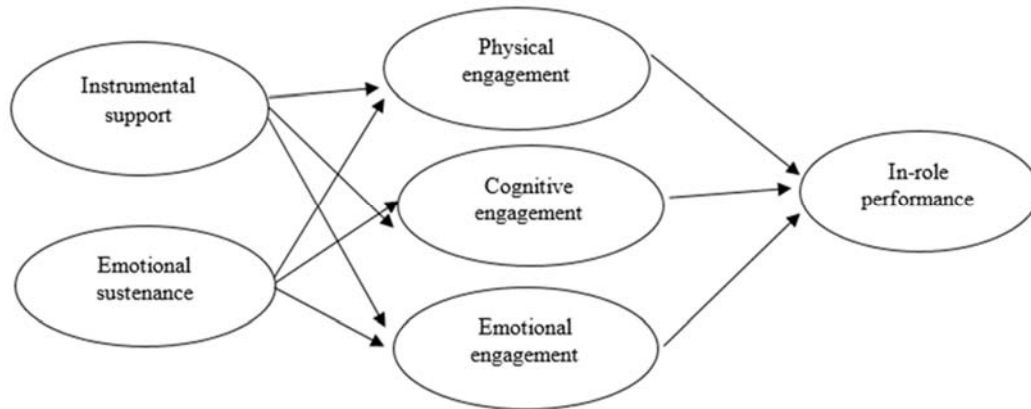 Instrumental
support
Emotional
sustenance
Physical
engagement
Cognitive
engagement
Emotional
engagement
In-role
performance